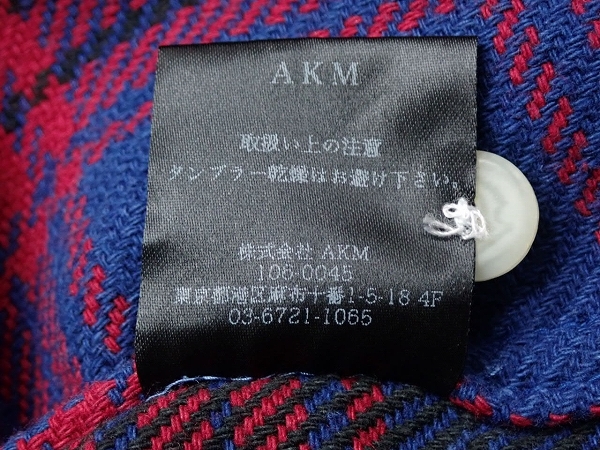 AKM
取扱い上の注意
タンブラー乾燥はお避け下さい。
株式会社 AKM
106-0045
東京都港区麻布十番1-5-18 4F
03-6721-1065